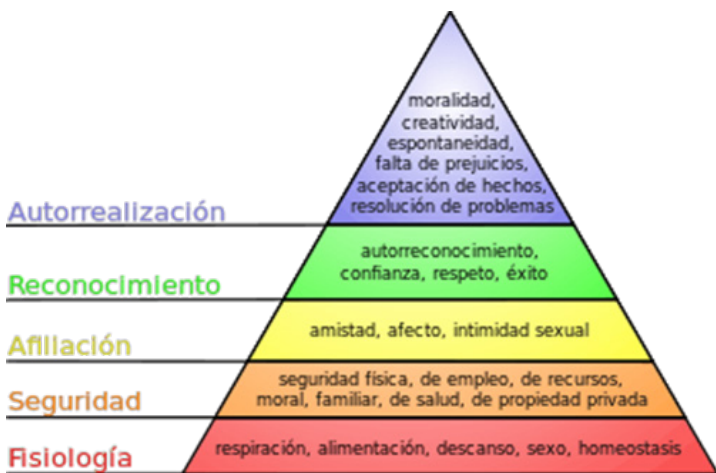 moralidad,
creatividad,
espontaneidad,
falta de prejuicios,
aceptación de hechos,
resolución de problemas
Autorrealización
autorreconocimiento,
confianza, respeto, éxito
Reconocimiento
amistad, afecto, intimidad sexual
Afiliación
seguridad física, de empleo, de recursos,
moral, familiar, de salud, de propiedad privada
Seguridad
respiración, alimentación, descanso, sexo, homeostasis
Fisiología